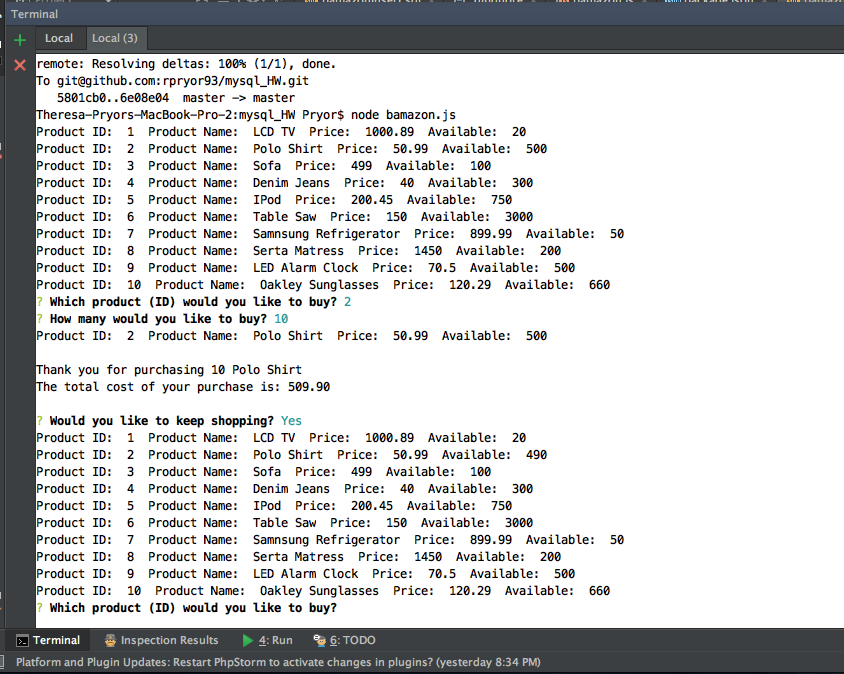 Terminal
Local Local (3)
remote: Resolving deltas: 100% (1/1), done.
To git@github.com:rpryor93/mysql_HW.git
5801cb0..6e08e04 master -> master
Theresa-Pryors-MacBook-Pro-2:mysql_HW Pryor$ node bamazon.js
Product ID: 1 Product Name: LCD TV Price: 1000.89 Available: 20
Product ID: 2 Product Name: Polo Shirt Price: 50.99 Available: 500
Product ID: 3 Product Name: Sofa Price: 499 Available: 100
Product ID: 4 Product Name: Denim Jeans Price: 40 Available: 300
Product ID: 5 Product Name: IPod Price: 200.45 Available: 750
Product ID: 6 Product Name: Table Saw Price: 150 Available: 3000
Product ID: 7 Product Name: Samnsung Refrigerator Price: 899.99 Available: 50
Product ID: 8 Product Name: Serta Matress Price: 1450 Available: 200
Product ID: 9 Product Name: LED Alarm Clock Price: 70.5 Available: 500
Product ID: 10 Product Name: Oakley Sunglasses Price: 120.29 Available: 660
? Which product (ID) would you like to buy? 2
? How many would you like to buy? 10
Product ID: 2 Product Name: Polo Shirt Price: 50.99 Available: 500
Thank you for purchasing 10 Polo Shirt
The total cost of your purchase is: 509.90
? Would you like to keep shopping? Yes
Product ID: 1 Product Name: LCD TV Price: 1000.89 Available: 20
Product ID: 2 Product Name: Polo Shirt Price: 50.99 Available: 490
Product ID: 3 Product Name: Sofa Price: 499 Available: 100
Product ID: 4 Product Name: Denim Jeans Price: 40 Available: 300
Product ID: 5 Product Name: IPod Price: 200.45 Available: 750
Product ID: 6 Product Name: Table Saw Price: 150 Available: 3000
Product ID: 7 Product Name: Samnsung Refrigerator Price: 899.99 Available: 50
Product ID: 8 Product Name: Serta Matress Price: 1450 Available: 200
Product ID: 9 Product Name: LED Alarm Clock Price: 70.5 Available: 500
Product ID: 10 Product Name: Oakley Sunglasses Price: 120.29 Available: 660
? Which product (ID) would you like to buy?
Terminal Inspection Results 4: Run 6: TODO
Platform and Plugin Updates: Restart PhpStorm to activate changes in plugins? (yesterday 8:34 PM)